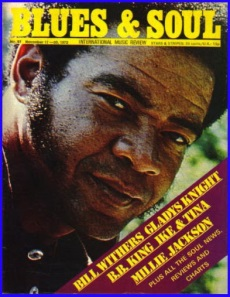 BLUES & SOUL
INTERNATIONAL MUSIC REVIEW
BILL WITHERS GLADYS KNIGHT
B.B. KING IKE & TINA
MILLIE JACKSON
PLUS ALL THE SOUL NEWS,
REVIEWS AND
CHARTS